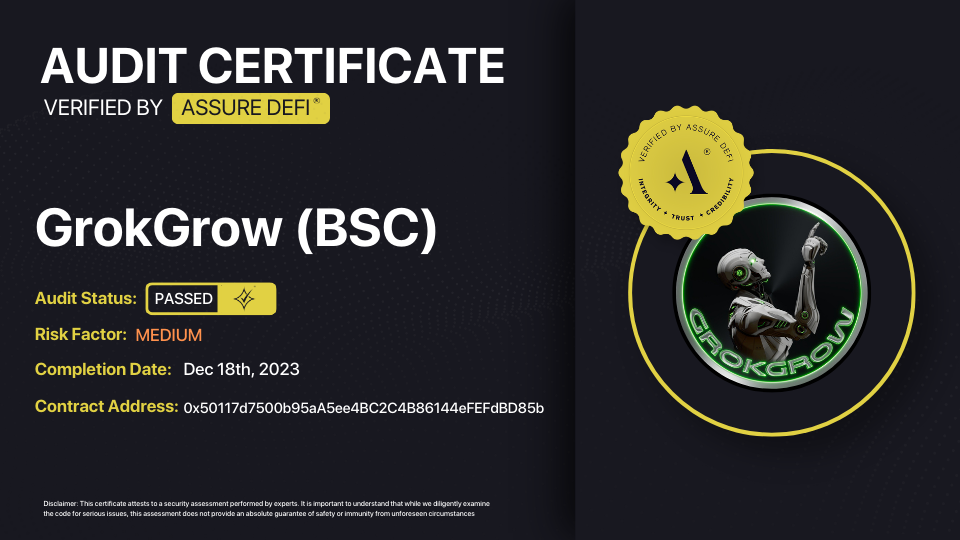 AUDIT CERTIFICATE
VERIFIED BY ASSURE DEFI ®
GrokGrow (BSC)
Audit Status: PASSED
Risk Factor: MEDIUM
Completion Date: Dec 18th, 2023
Contract Address: 0x50117d7500b95aA5ee4BC2C4B86144eFEFdBD85b
Disclaimer: This certificate attests to a security assessment performed by experts. It is important to understand that while we diligently examine
the code for serious issues, this assessment does not provide an absolute guarantee of safety or immunity from unforeseen circumstances
VERIFIED BY ASSURE DEFI
®
INTEGRITY ✦ TRUST ✦ CREDIBILITY
GROKGROW